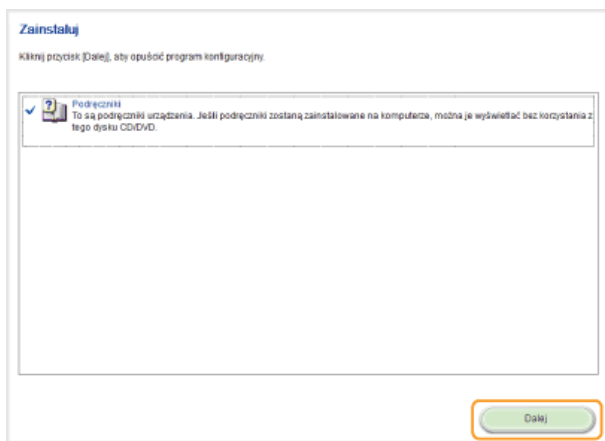 Zainstaluj
Kliknij przycisk [Dalej], aby opuścić program konfiguracyjny.
Podręczniki
To są podręczniki urządzenia. Jeśli podręczniki zostaną zainstalowane na komputerze, można je wyświetlać bez korzystania z
tego dysku CD/DVD.
Dalej